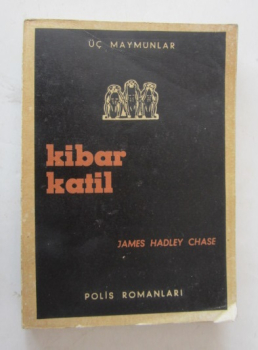 ÜÇ MAYMUNLAR
kibar
katil
JAMES HADLEY CHASE
POLİS ROMANLARI